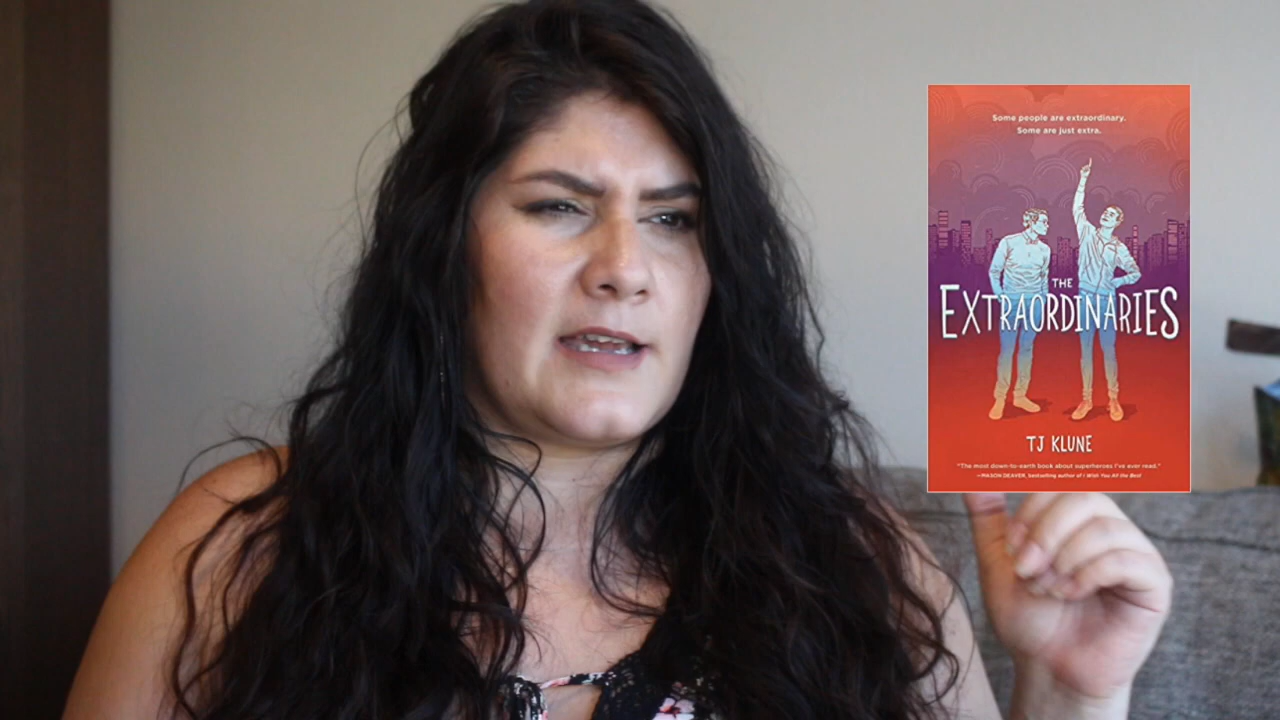 Some people are extraordinary.
Some are just extra.
THE
EXTRAORDINARIES
TJ KLUNE
"The most down-to-earth book about superheroes I've ever read."
—MASON DEAVER, bestselling author of I Wish You All the Best